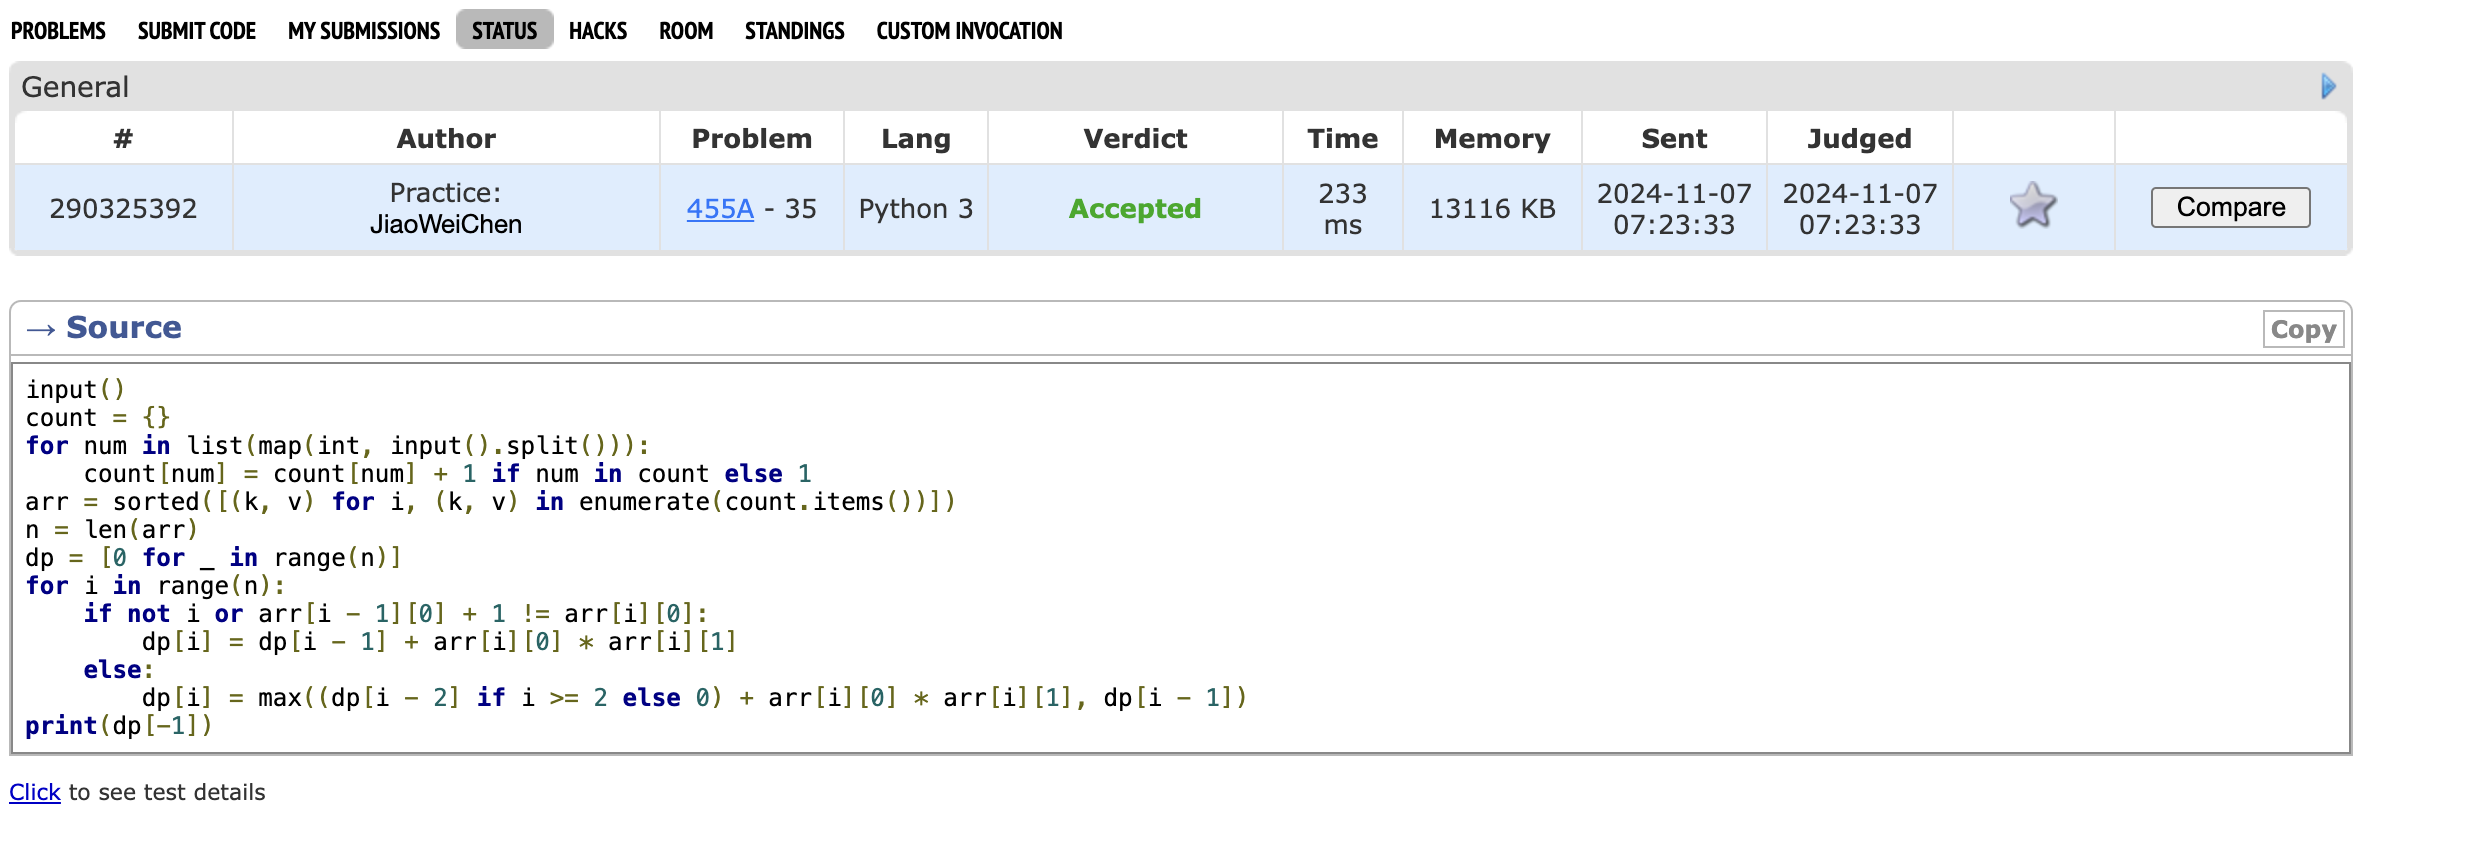 PROBLEMS SUBMIT CODE MY SUBMISSIONS STATUS HACKS ROOM STANDINGS CUSTOM INVOCATION
General
# Author Problem Lang Verdict Time Memory Sent Judged
290325392 Practice: JiaoWeiChen 455A - 35 Python 3 Accepted 233 ms 13116 KB 2024-11-07 07:23:33 2024-11-07 07:23:33 Compare
→ Source Copy
input()
count = {}
for num in list(map(int, input().split())):
    count[num] = count[num] + 1 if num in count else 1
arr = sorted([(k, v) for i, (k, v) in enumerate(count.items())])
n = len(arr)
dp = [0 for _ in range(n)]
for i in range(n):
    if not i or arr[i - 1][0] + 1 != arr[i][0]:
        dp[i] = dp[i - 1] + arr[i][0] * arr[i][1]
    else:
        dp[i] = max((dp[i - 2] if i >= 2 else 0) + arr[i][0] * arr[i][1], dp[i - 1])
print(dp[-1])
Click to see test details